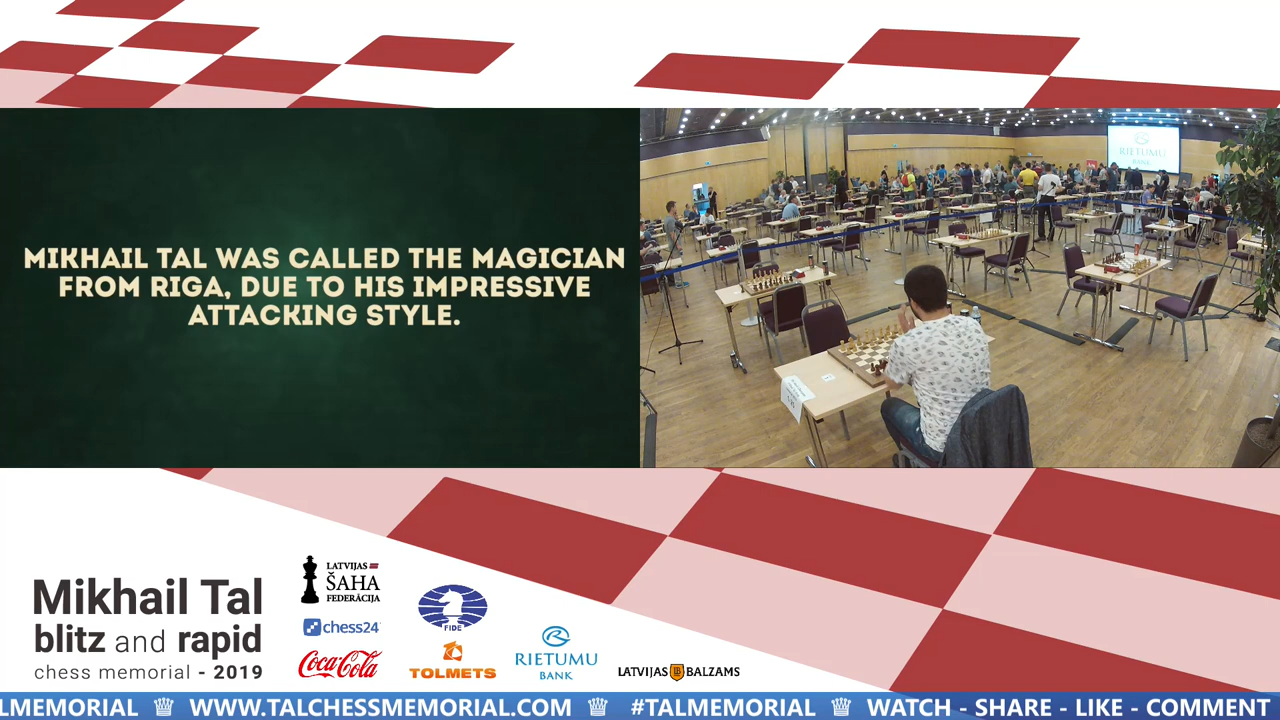 MIKHAIL TAL WAS CALLED THE MAGICIAN
FROM RIGA, DUE TO HIS IMPRESSIVE
ATTACKING STYLE.
RIETUMU
BANK
Mikhail Tal
blitz and rapid
chess memorial - 2019
LATVIJAS
ŠAHA
FEDERĀCIJA
chess24
Coca-Cola
FIDE
TOLMETS
RIETUMU
BANK
LATVIJAS BALZAMS
LMEMORIAL WWW.TALCHESSMEMORIAL.COM #TALMEMORIAL WATCH - SHARE - LIKE - COMMENT